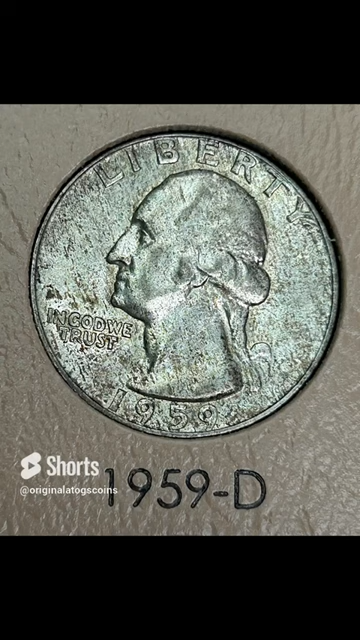 LIBERTY
IN GOD WE
TRUST
1959
Shorts
@originalatogscoins
1959-D